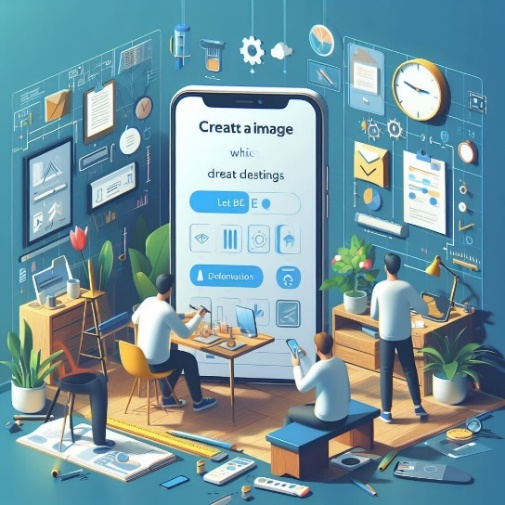 Creatt a image
whic
dreat destings
Let BE E
Defomation